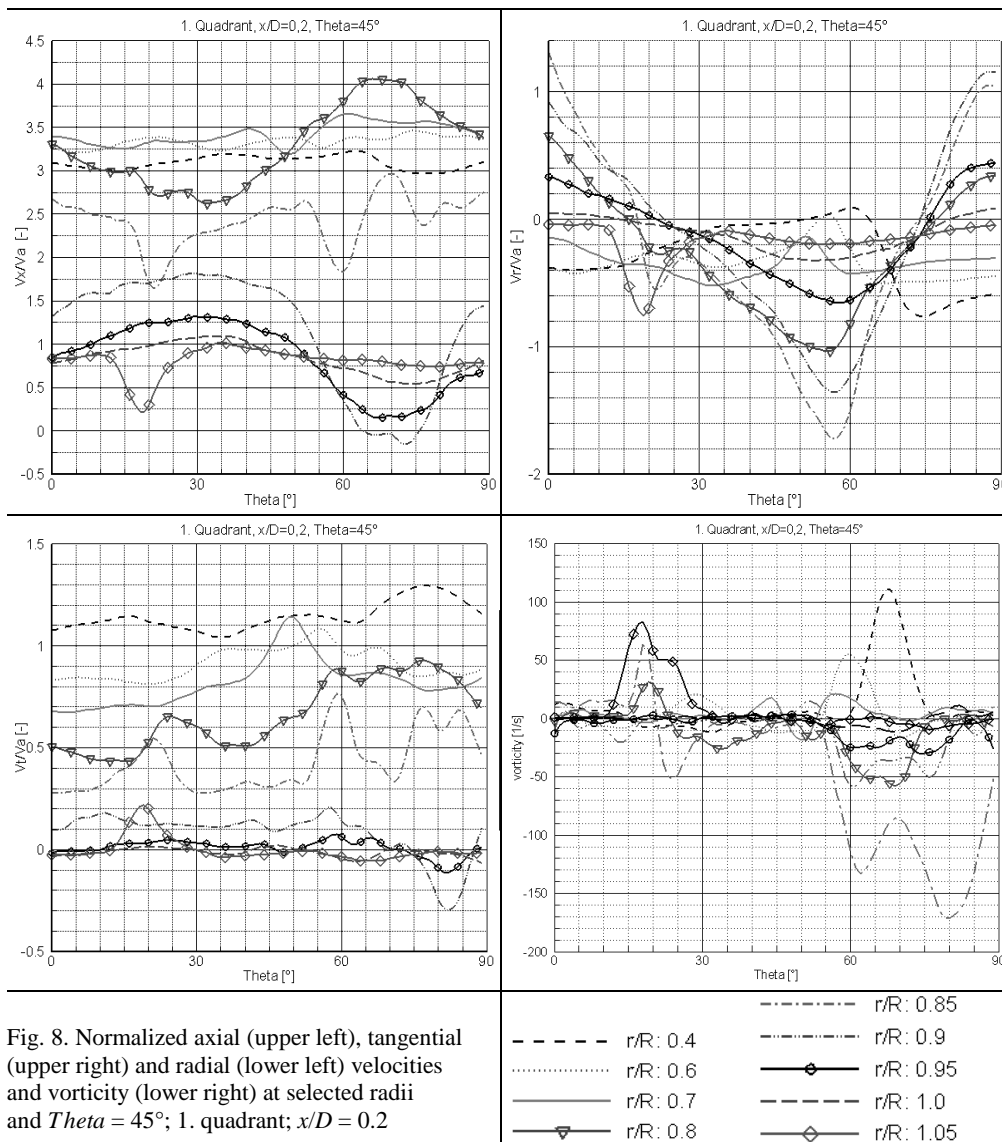 1. Quadrant, x/D=0,2, Theta=45°
4.5
4
3.5
3
2.5
2
1.5
1
0.5
0
-0.5
Vx/Va [-]
0 30 60 90
Theta [°]
1. Quadrant, x/D=0,2, Theta=45°
1
0
-1
-2
Vr/Va [-]
0 30 60 90
Theta [°]
1. Quadrant, x/D=0,2, Theta=45°
1.5
1
0.5
0
-0.5
Vt/Va [-]
0 30 60 90
Theta [°]
1. Quadrant, x/D=0,2, Theta=45°
150
100
50
0
-50
-100
-150
-200
vorticity [1/s]
0 30 60 90
Theta [°]
Fig. 8. Normalized axial (upper left), tangential
(upper right) and radial (lower left) velocities
and vorticity (lower right) at selected radii
and Theta = 45°; 1. quadrant; x/D = 0.2
r/R: 0.4
r/R: 0.6
r/R: 0.7
r/R: 0.8
r/R: 0.85
r/R: 0.9
r/R: 0.95
r/R: 1.0
r/R: 1.05